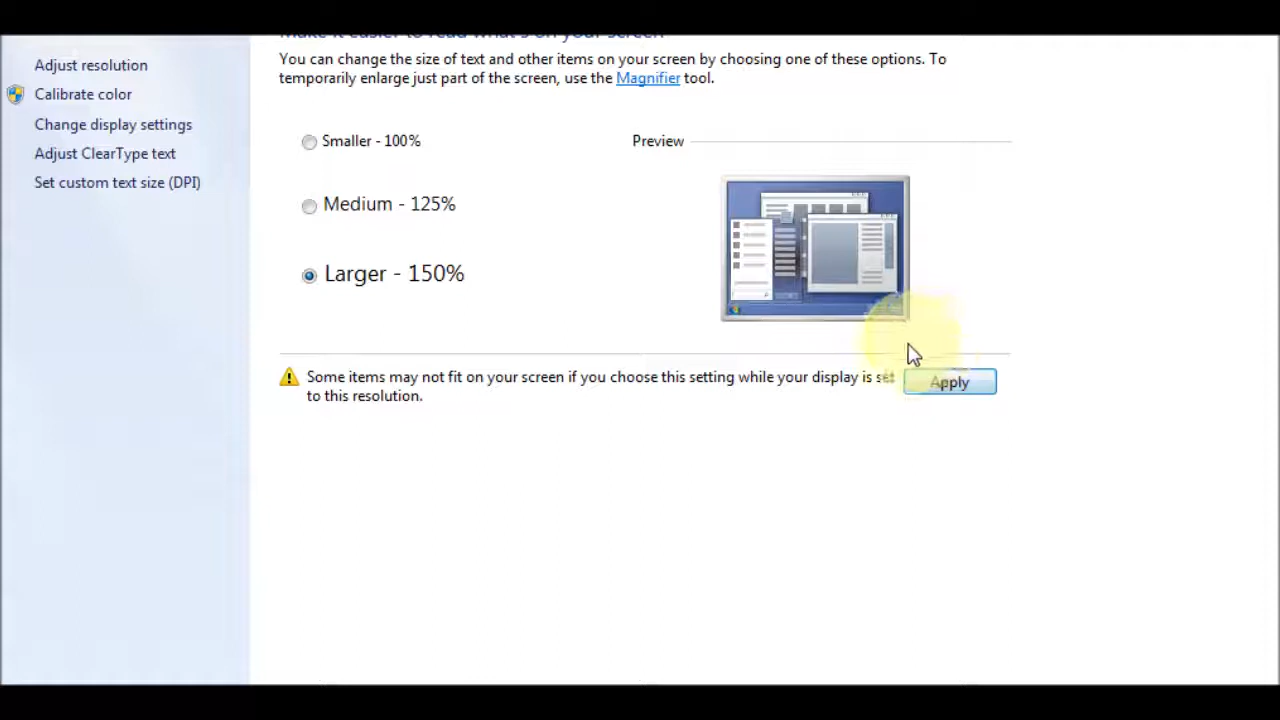 Make it easier to read what's on your screen
You can change the size of text and other items on your screen by choosing one of these options. To
temporarily enlarge just part of the screen, use the Magnifier tool.
Adjust resolution
Calibrate color
Change display settings
Adjust ClearType text
Set custom text size (DPI)
Smaller - 100%
Medium - 125%
Larger - 150%
Preview
Some items may not fit on your screen if you choose this setting while your display is set
to this resolution.
Apply